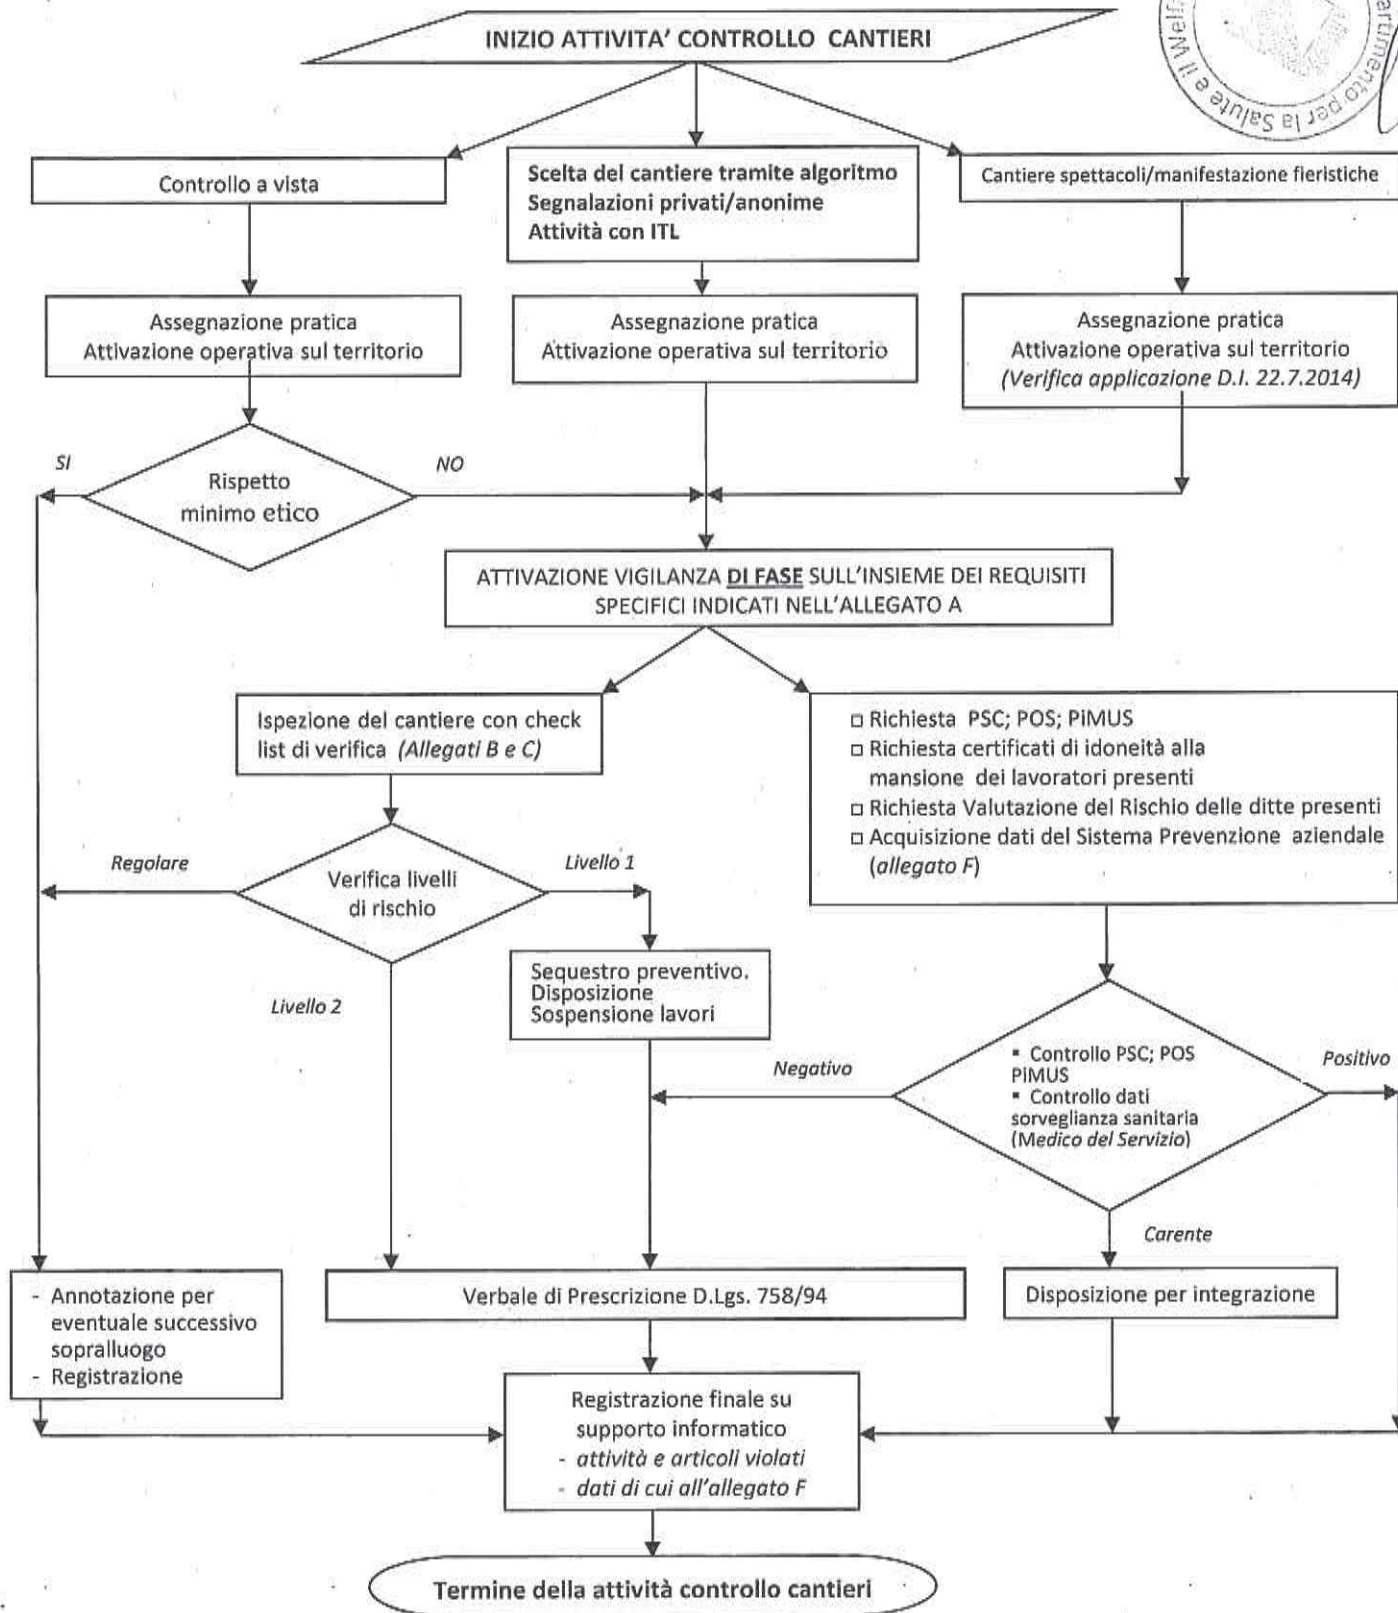 INIZIO ATTIVITA' CONTROLLO CANTIERI
e il Welf
artimento per la Salute
Controllo a vista
Scelta del cantiere tramite algoritmo
Segnalazioni privati/anonime
Attività con ITL
Cantiere spettacoli/manifestazione fieristiche
Assegnazione pratica
Attivazione operativa sul territorio
Assegnazione pratica
Attivazione operativa sul territorio
Assegnazione pratica
Attivazione operativa sul territorio
(Verifica applicazione D.I. 22.7.2014)
SI
Rispetto
minimo etico
NO
ATTIVAZIONE VIGILANZA DI FASE SULL'INSIEME DEI REQUISITI
SPECIFICI INDICATI NELL'ALLEGATO A
Ispezione del cantiere con check
list di verifica (Allegati B e C)
□ Richiesta PSC; POS; PiMUS
□ Richiesta certificati di idoneità alla
mansione dei lavoratori presenti
□ Richiesta Valutazione del Rischio delle ditte presenti
□ Acquisizione dati del Sistema Prevenzione aziendale
(allegato F)
Regolare
Verifica livelli
di rischio
Livello 1
Livello 2
Sequestro preventivo.
Disposizione
Sospensione lavori
Negativo
▪ Controllo PSC; POS
PiMUS
▪ Controllo dati
sorveglianza sanitaria
(Medico del Servizio)
Positivo
Carente
- Annotazione per
eventuale successivo
sopralluogo
- Registrazione
Verbale di Prescrizione D.Lgs. 758/94
Disposizione per integrazione
Registrazione finale su
supporto informatico
- attività e articoli violati
- dati di cui all'allegato F
Termine della attività controllo cantieri